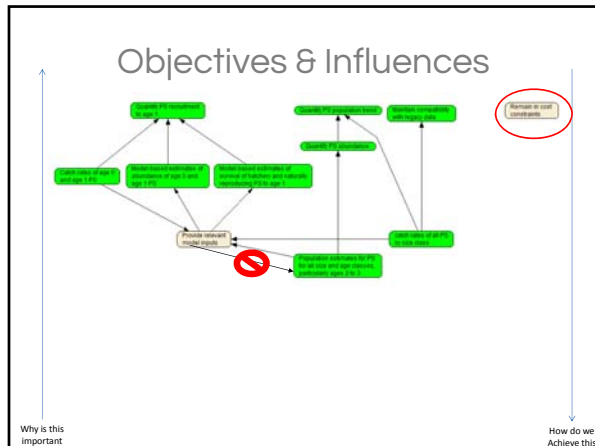 Objectives & Influences
Quantify PS recruitment
to age 1
Quantify PS population trend
Maintain compatibility
with legacy data
Remain in cost
constraints
Quantify PS abundance
Catch rates of age 0
and age 1 PS
Model based estimates of
abundance of age 0 and
age 1 PS
Model based estimates of
survival of hatchery and naturally
reproducing PS to age 1
Provide relevant
model inputs
Catch rates of all PS
by size class
Population estimates for PS
for all size and age classes,
particularly ages 2 to 3
Why is this
important
How do we
Achieve this